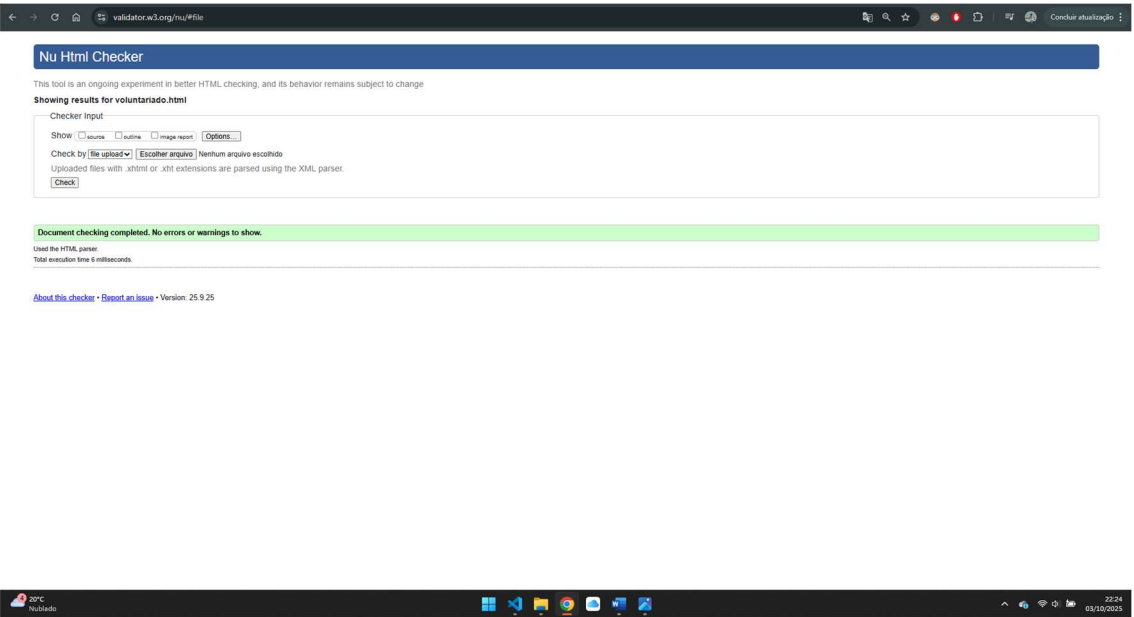 validator.w3.org/nu/#file
Concluir atualização
Nu Html Checker
This tool is an ongoing experiment in better HTML checking, and its behavior remains subject to change
Showing results for voluntariado.html
Checker Input
Show source outline image report Options...
Check by file upload Escolher arquivo Nenhum arquivo escolhido
Uploaded files with .xhtml or .xht extensions are parsed using the XML parser.
Check
Document checking completed. No errors or warnings to show.
Used the HTML parser.
Total execution time 6 milliseconds.
About this checker • Report an issue • Version: 25.9.25
4
20°C
Nublado
22:24
03/10/2025